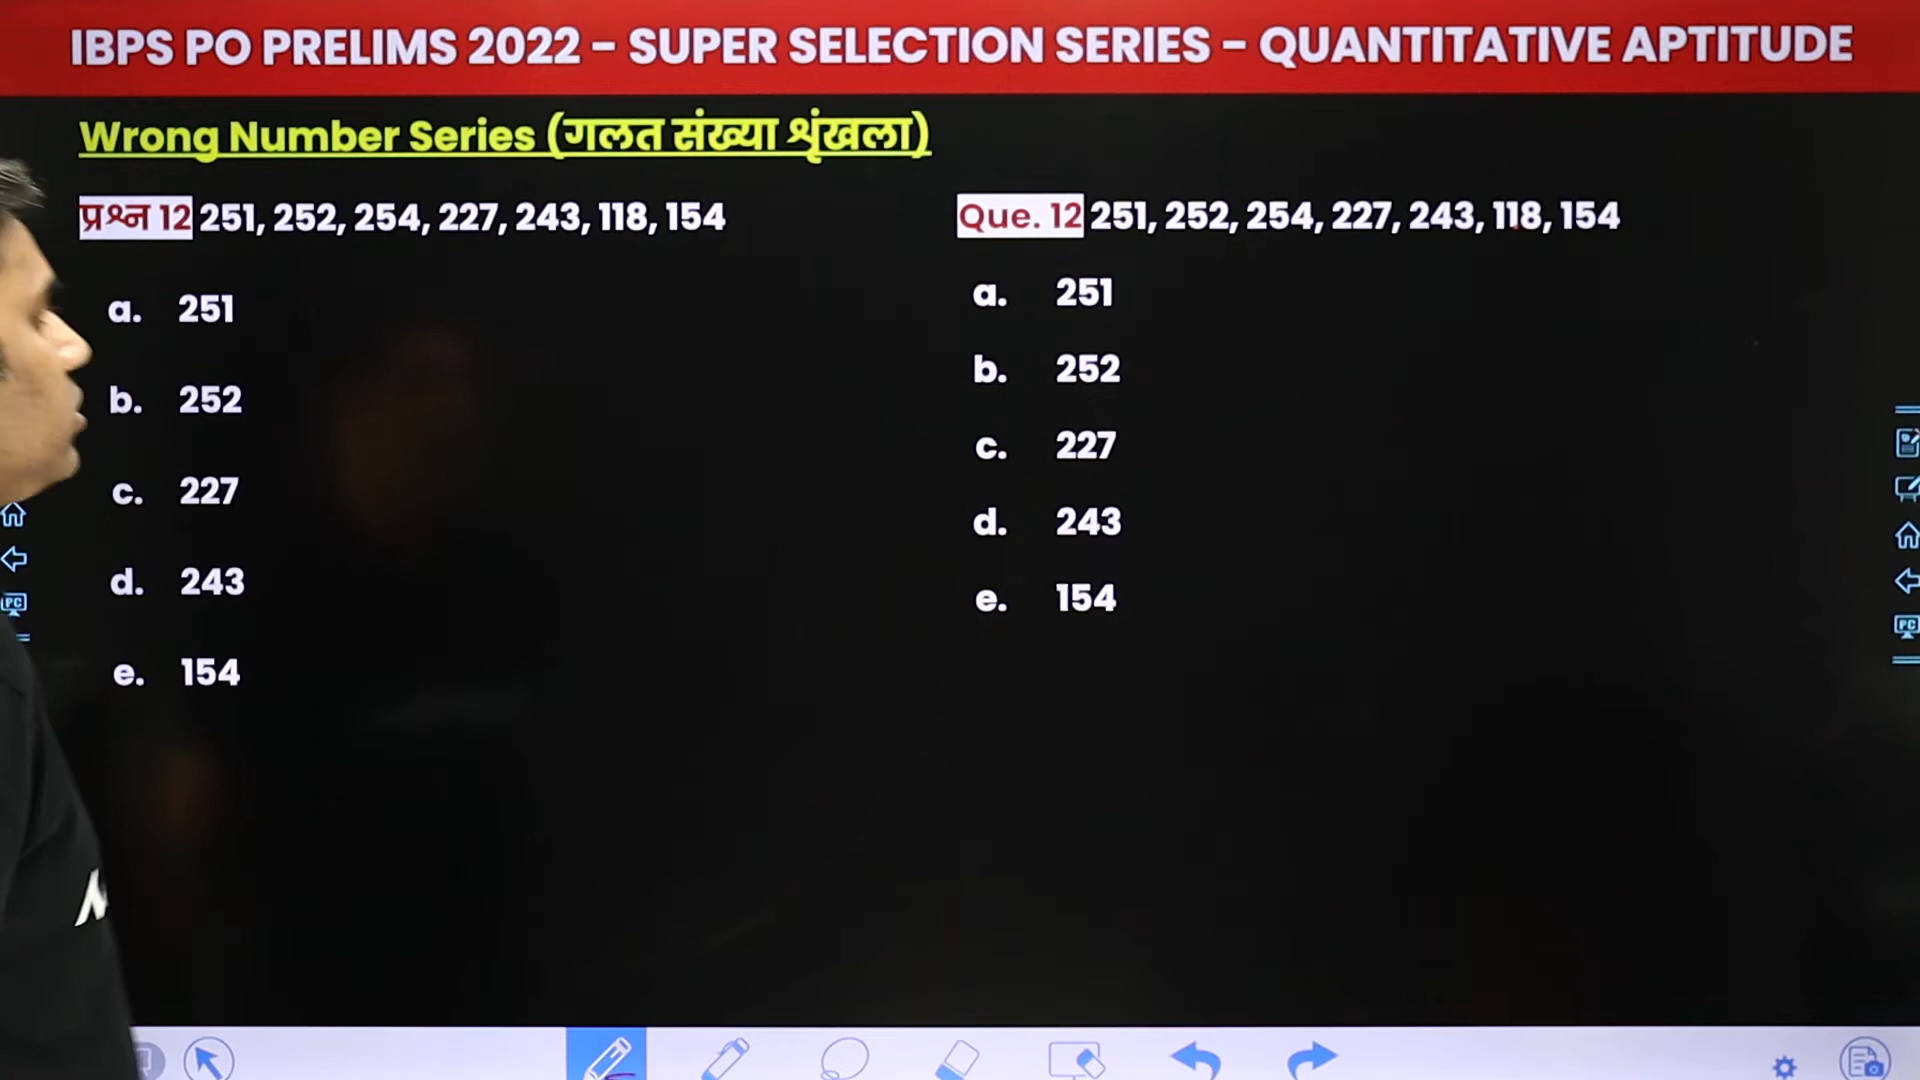 IBPS PO PRELIMS 2022 - SUPER SELECTION SERIES - QUANTITATIVE APTITUDE
Wrong Number Series (गलत संख्या श्रृंखला)
प्रश्न 12 251, 252, 254, 227, 243, 118, 154
a. 251
b. 252
c. 227
d. 243
e. 154
Que. 12 251, 252, 254, 227, 243, 118, 154
a. 251
b. 252
c. 227
d. 243
e. 154
PC
PC